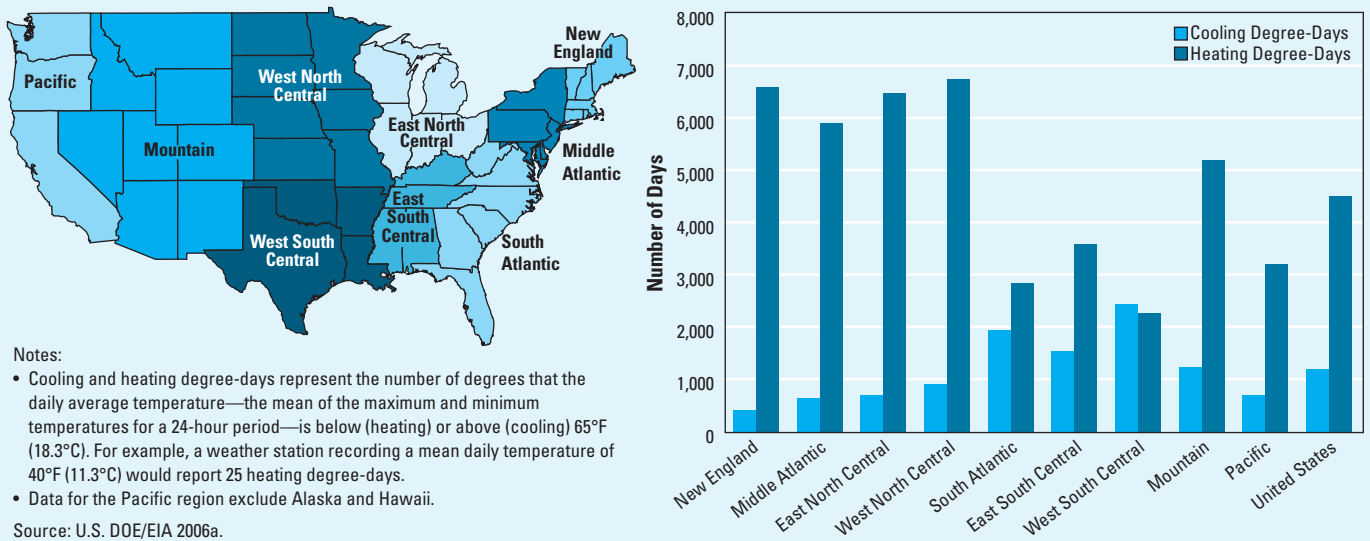 New
England
Pacific
West North
Central
East North
Central
Mountain
Middle
Atlantic
East
South
Central
West South
Central
South
Atlantic
Notes:
• Cooling and heating degree-days represent the number of degrees that the
daily average temperature—the mean of the maximum and minimum
temperatures for a 24-hour period—is below (heating) or above (cooling) 65°F
(18.3°C). For example, a weather station recording a mean daily temperature of
40°F (11.3°C) would report 25 heating degree-days.
• Data for the Pacific region exclude Alaska and Hawaii.
Source: U.S. DOE/EIA 2006a.
Cooling Degree-Days
Heating Degree-Days
Number of Days
8,000
7,000
6,000
5,000
4,000
3,000
2,000
1,000
0
New England
Middle Atlantic
East North Central
West North Central
South Atlantic
East South Central
West South Central
Mountain
Pacific
United States